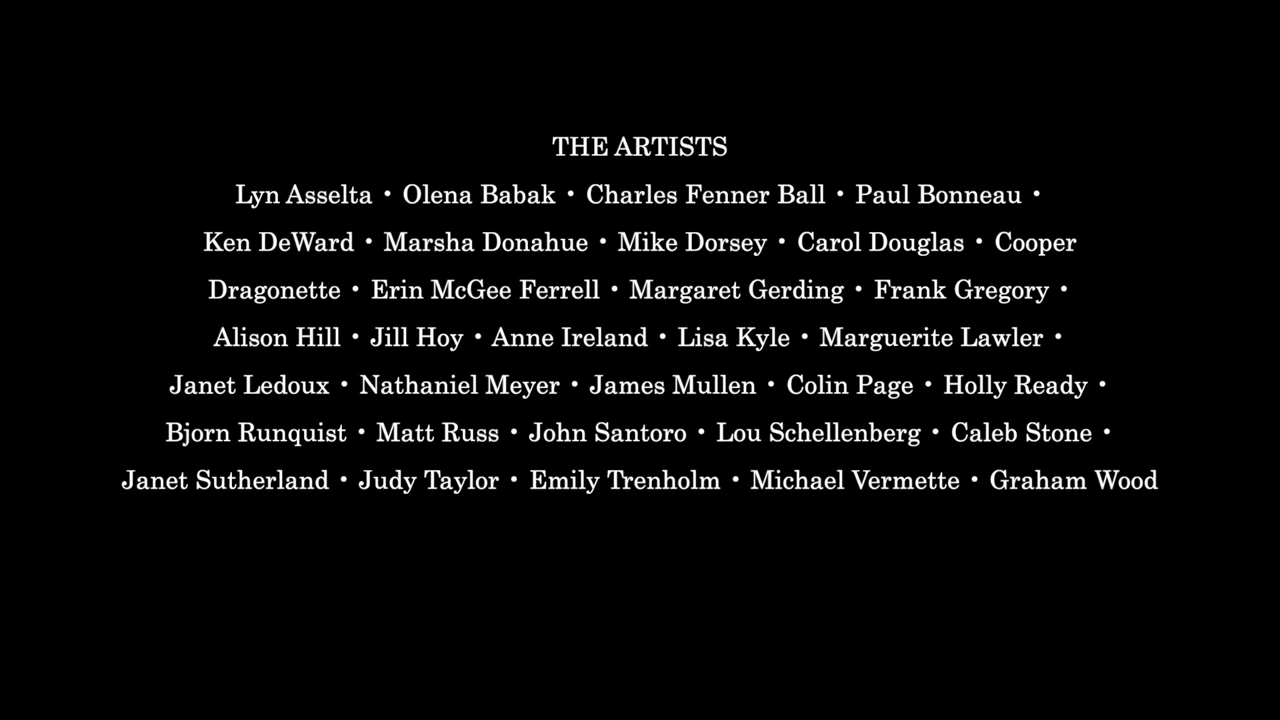 THE ARTISTS
Lyn Asselta • Olena Babak • Charles Fenner Ball • Paul Bonneau •
Ken DeWard • Marsha Donahue • Mike Dorsey • Carol Douglas • Cooper
Dragonette • Erin McGee Ferrell • Margaret Gerding • Frank Gregory •
Alison Hill • Jill Hoy • Anne Ireland • Lisa Kyle • Marguerite Lawler •
Janet Ledoux • Nathaniel Meyer • James Mullen • Colin Page • Holly Ready •
Bjorn Runquist • Matt Russ • John Santoro • Lou Schellenberg • Caleb Stone •
Janet Sutherland • Judy Taylor • Emily Trenholm • Michael Vermette • Graham Wood